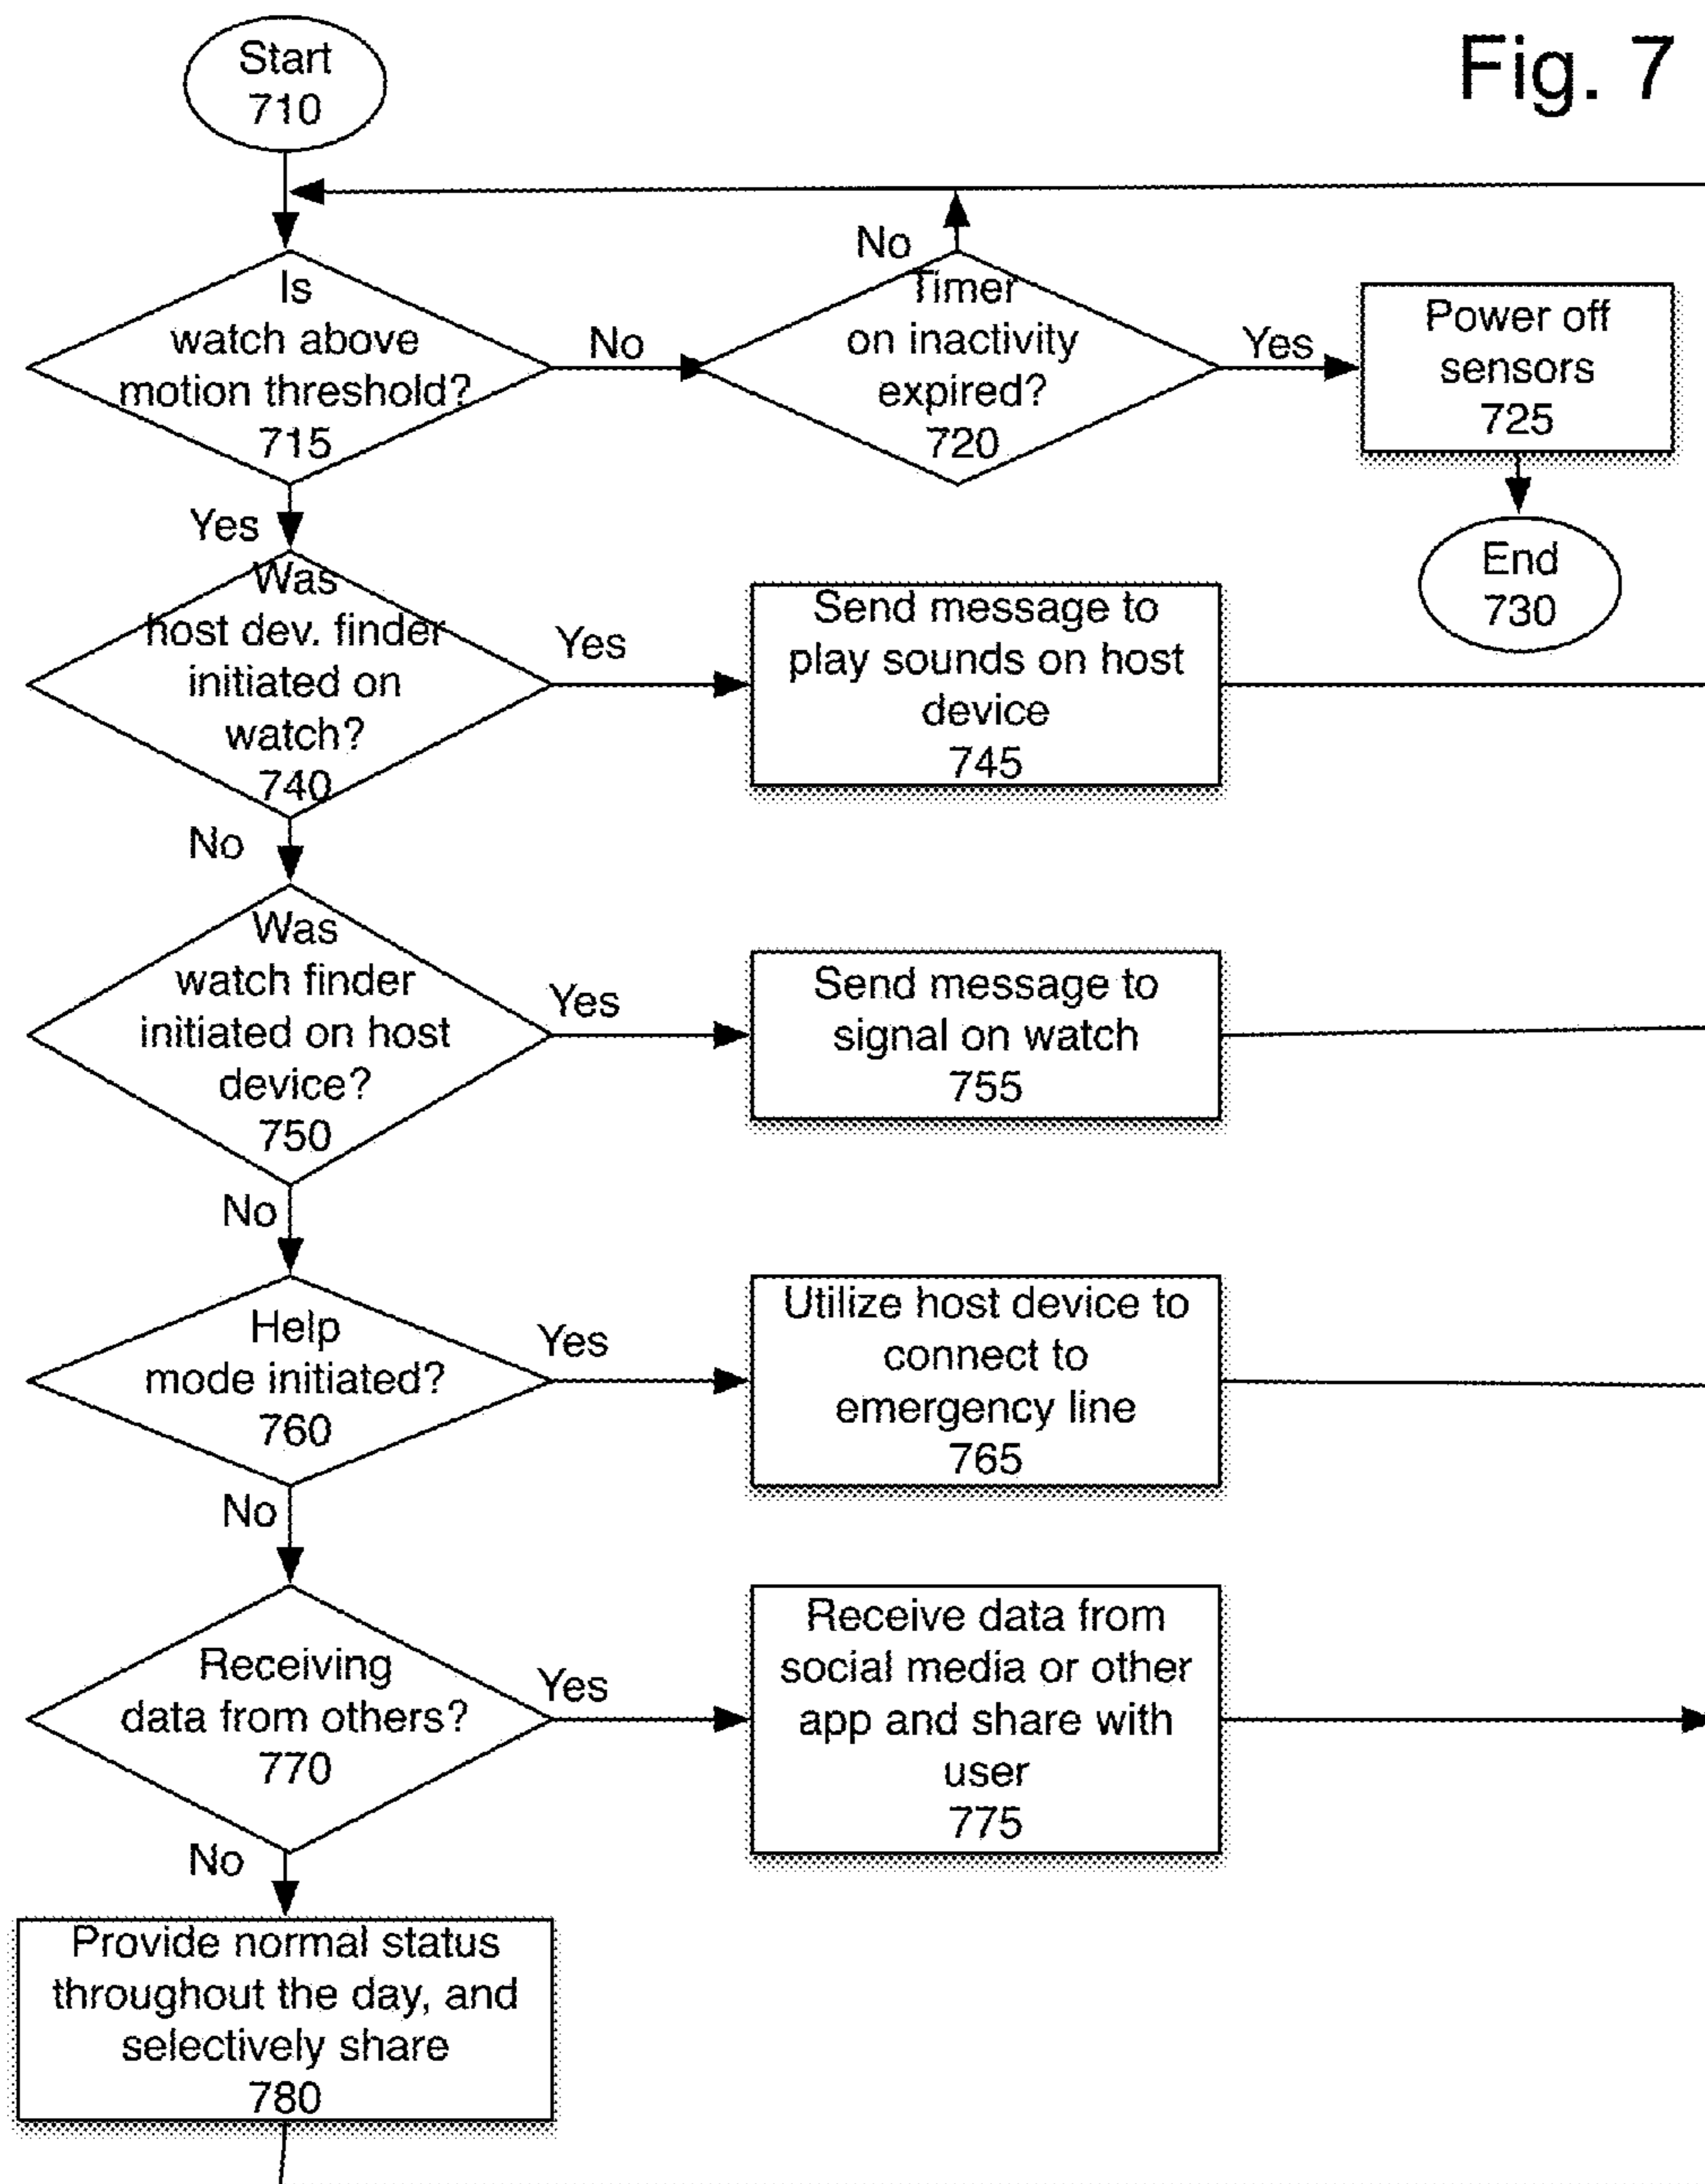 Fig. 7
Start
710
Is
watch above
motion threshold?
715
No
Timer
on inactivity
expired?
720
No
Yes
Power off
sensors
725
End
730
Yes
Was
host dev. finder
initiated on
watch?
740
Yes
Send message to
play sounds on host
device
745
No
Was
watch finder
initiated on host
device?
750
Yes
Send message to
signal on watch
755
No
Help
mode initiated?
760
Yes
Utilize host device to
connect to
emergency line
765
No
Receiving
data from others?
770
Yes
Receive data from
social media or other
app and share with
user
775
No
Provide normal status
throughout the day, and
selectively share
780